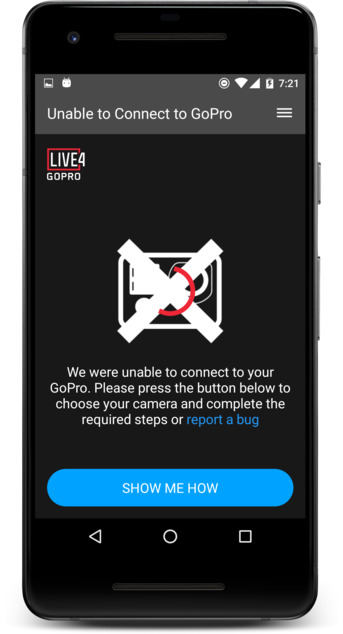 7:21
Unable to Connect to GoPro
LIVE4
GOPRO
We were unable to connect to your
GoPro. Please press the button below to
choose your camera and complete the
required steps or report a bug
SHOW ME HOW